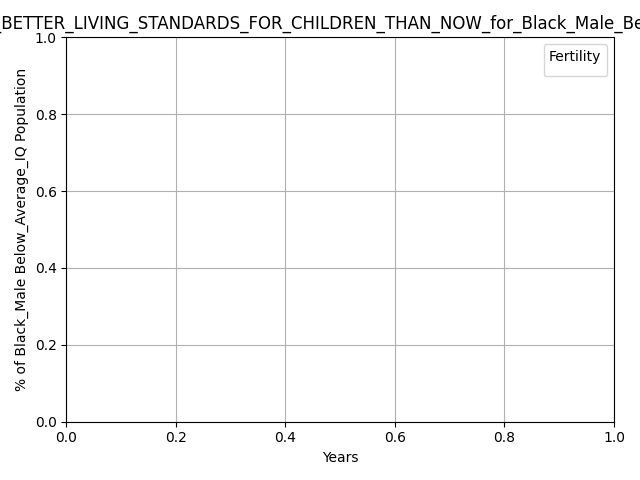 _BETTER_LIVING_STANDARDS_FOR_CHILDREN_THAN_NOW_for_Black_Male_Be
Fertility
% of Black_Male Below_Average_IQ Population
1.0
0.8
0.6
0.4
0.2
0.0
0.0 0.2 0.4 0.6 0.8 1.0
Years